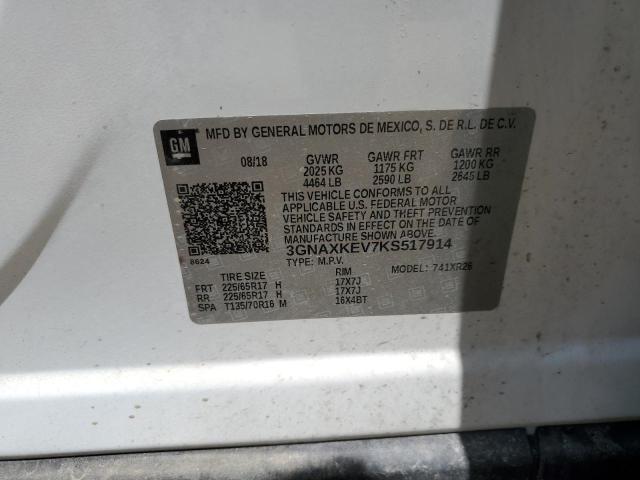 GM
MFD BY GENERAL MOTORS DE MEXICO, S. DE R.L. DE C.V.
08/18 GVWR GAWR FRT GAWR RR
2025 KG 1175 KG 1200 KG
4464 LB 2590 LB 2645 LB
THIS VEHICLE CONFORMS TO ALL
APPLICABLE U.S. FEDERAL MOTOR
VEHICLE SAFETY AND THEFT PREVENTION
STANDARDS IN EFFECT ON THE DATE OF
MANUFACTURE SHOWN ABOVE.
3GNAXKEV7KS517914
8624
TYPE: M.P.V. MODEL: 741XR26
TIRE SIZE RIM
FRT 225/65R17 H 17X7J
RR 225/65R17 H 17X7J
SPA T135/70R16 M 16X4BT